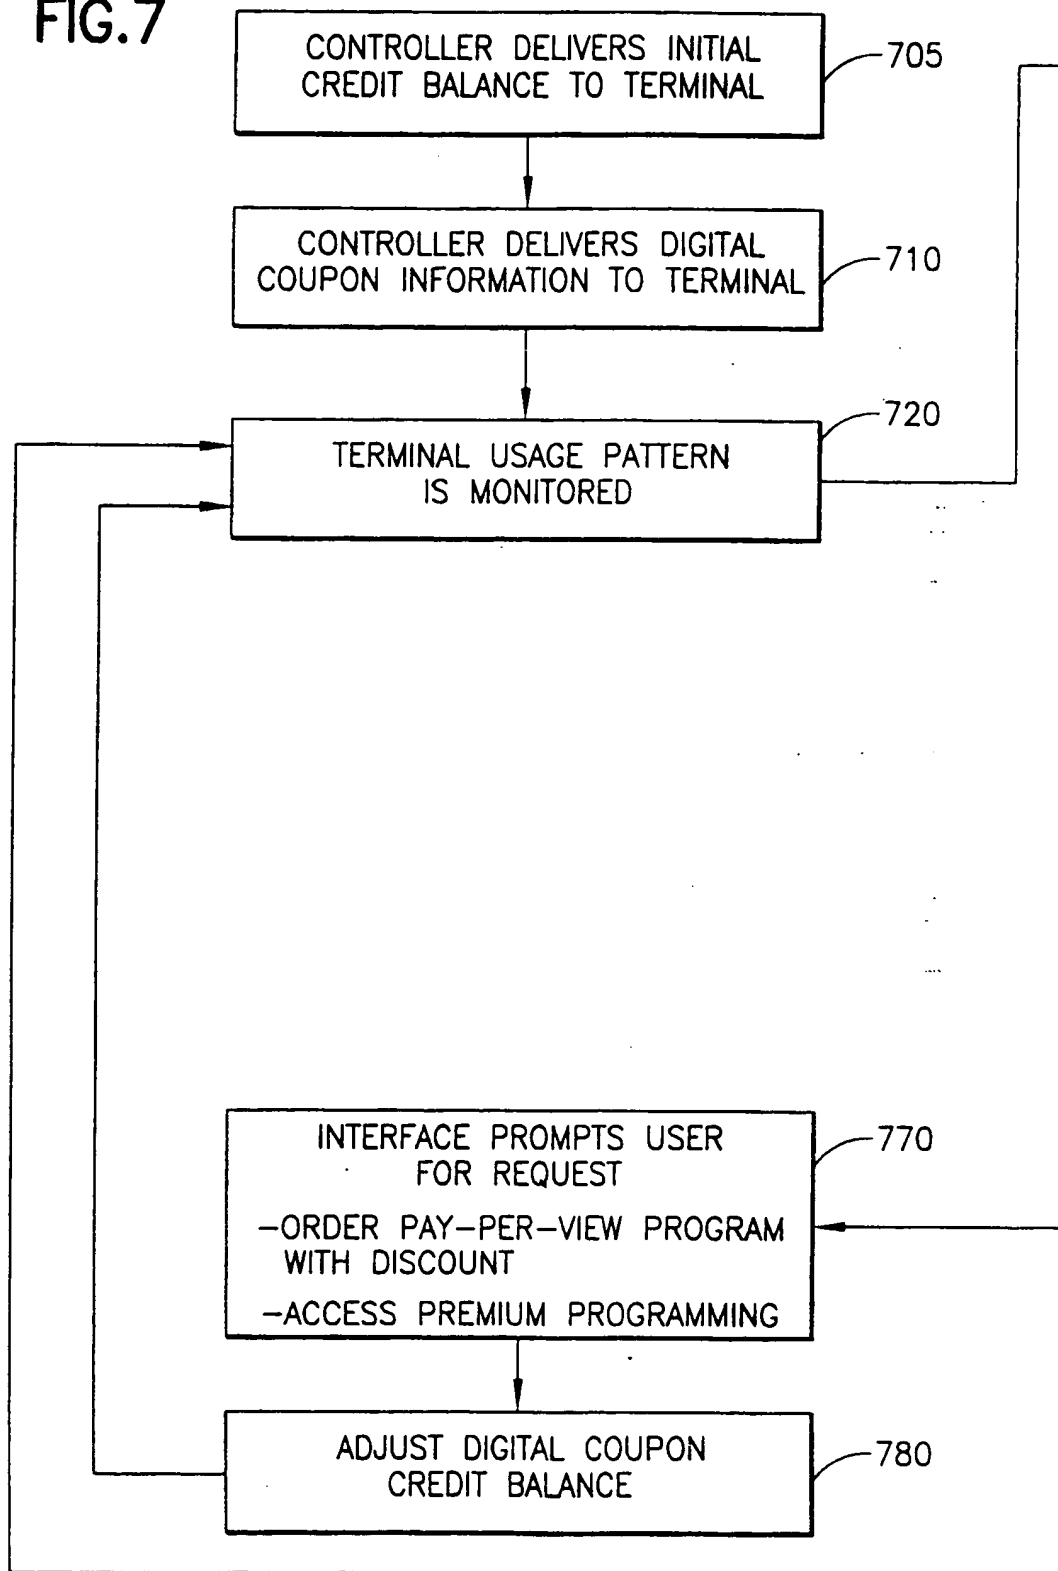 FIG.7
CONTROLLER DELIVERS INITIAL
CREDIT BALANCE TO TERMINAL
705
CONTROLLER DELIVERS DIGITAL
COUPON INFORMATION TO TERMINAL
710
TERMINAL USAGE PATTERN
IS MONITORED
720
INTERFACE PROMPTS USER
FOR REQUEST
-ORDER PAY-PER-VIEW PROGRAM
WITH DISCOUNT
-ACCESS PREMIUM PROGRAMMING
770
ADJUST DIGITAL COUPON
CREDIT BALANCE
780